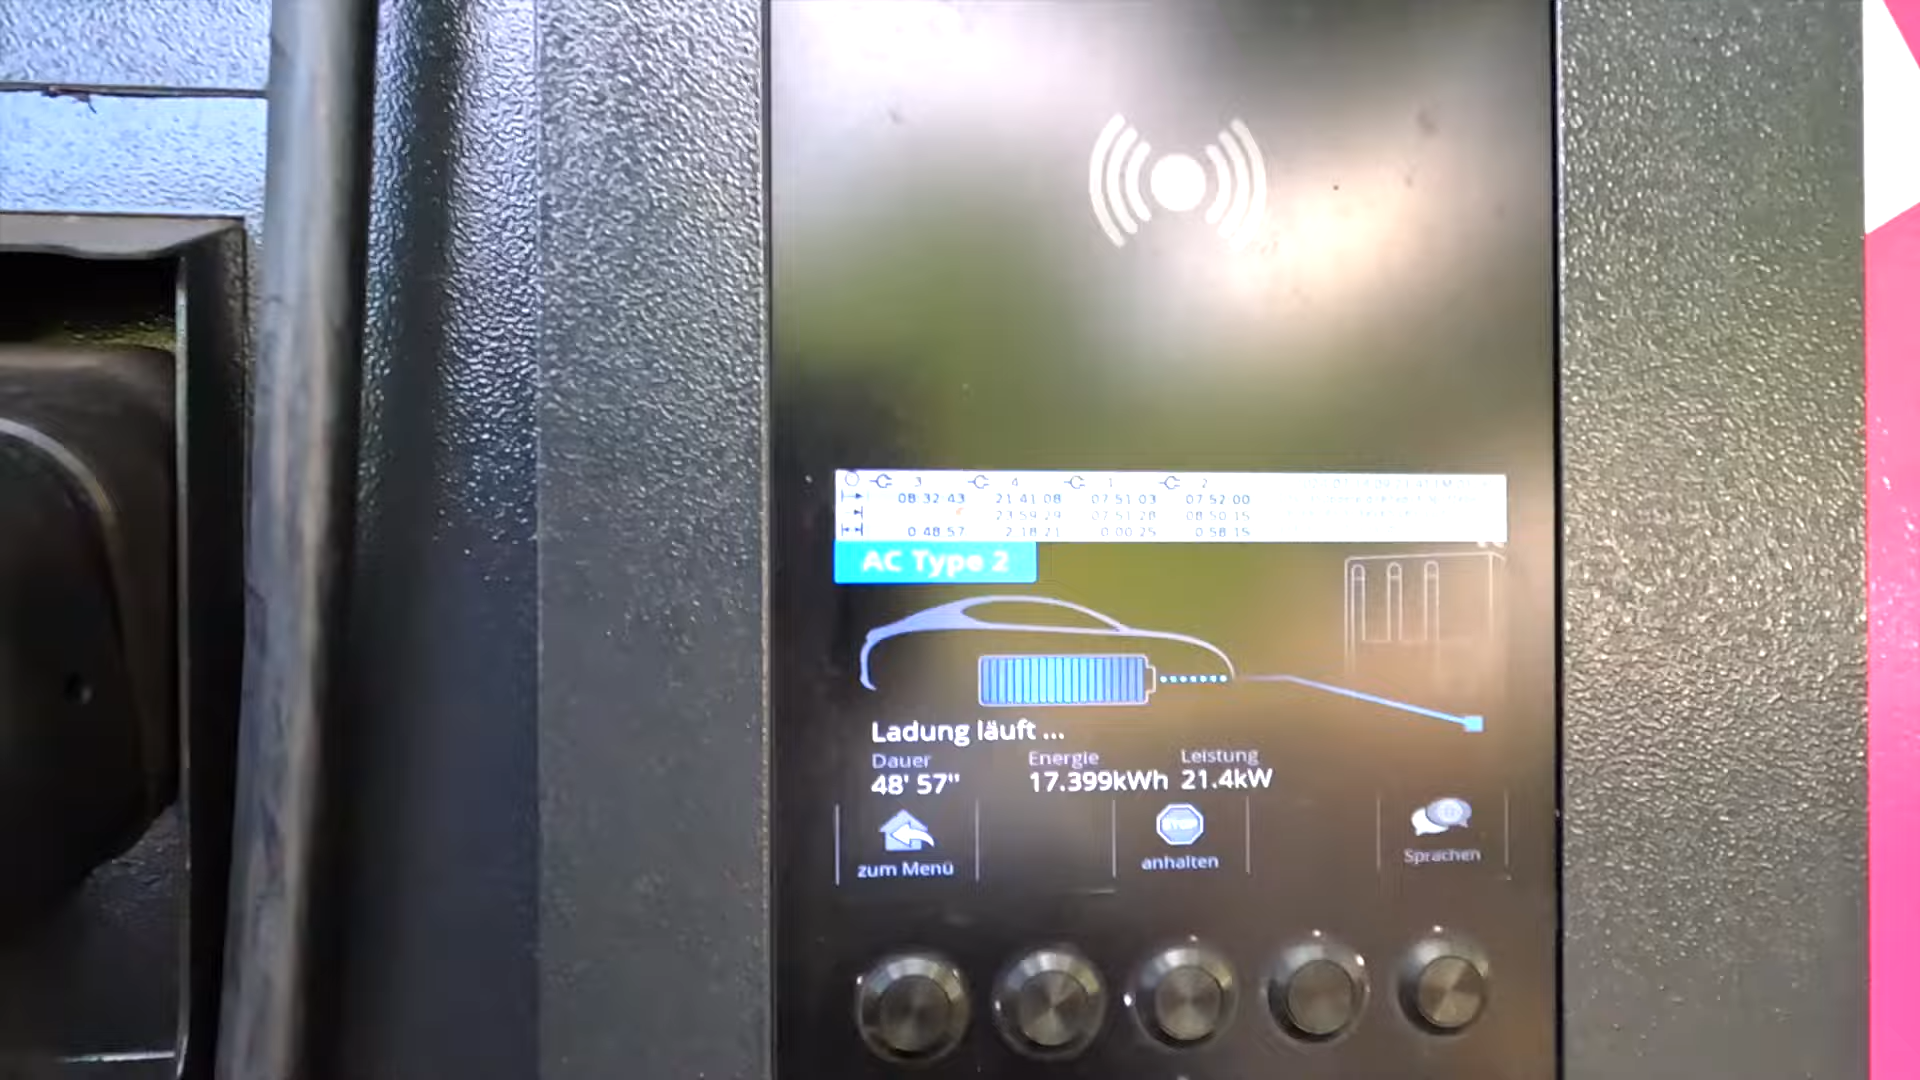 3 4 1 2
08 32 43 21 41 08 07 51 03 07 52 00
23 59 29 07 51 28 08 50 15
0 48 57 2 18 21 0 00 25 0 58 15
AC Type 2
Ladung läuft ...
Dauer Energie Leistung
48' 57" 17.399kWh 21.4kW
STOP
zum Menü anhalten Sprachen